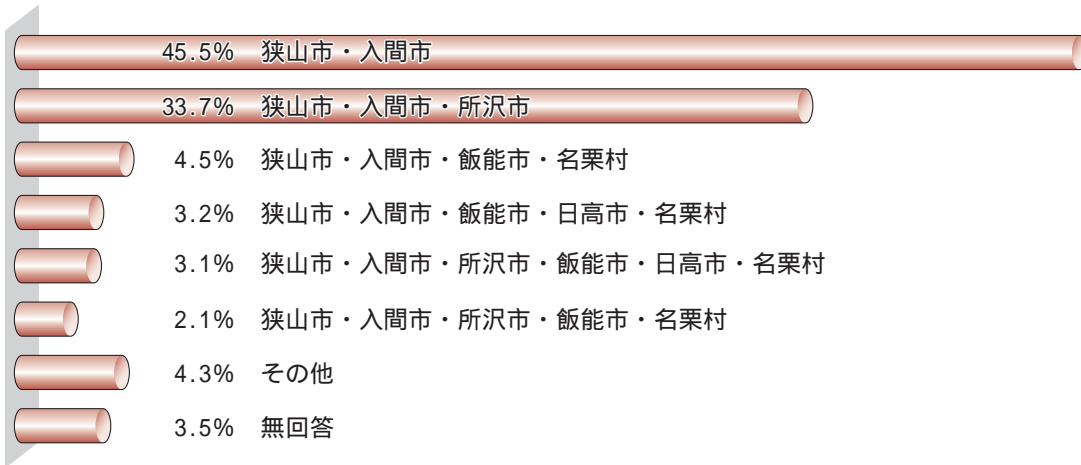 45.5% 狭山市・入間市
33.7% 狭山市・入間市・所沢市
4.5% 狭山市・入間市・飯能市・名栗村
3.2% 狭山市・入間市・飯能市・日高市・名栗村
3.1% 狭山市・入間市・所沢市・飯能市・日高市・名栗村
2.1% 狭山市・入間市・所沢市・飯能市・名栗村
4.3% その他
3.5% 無回答